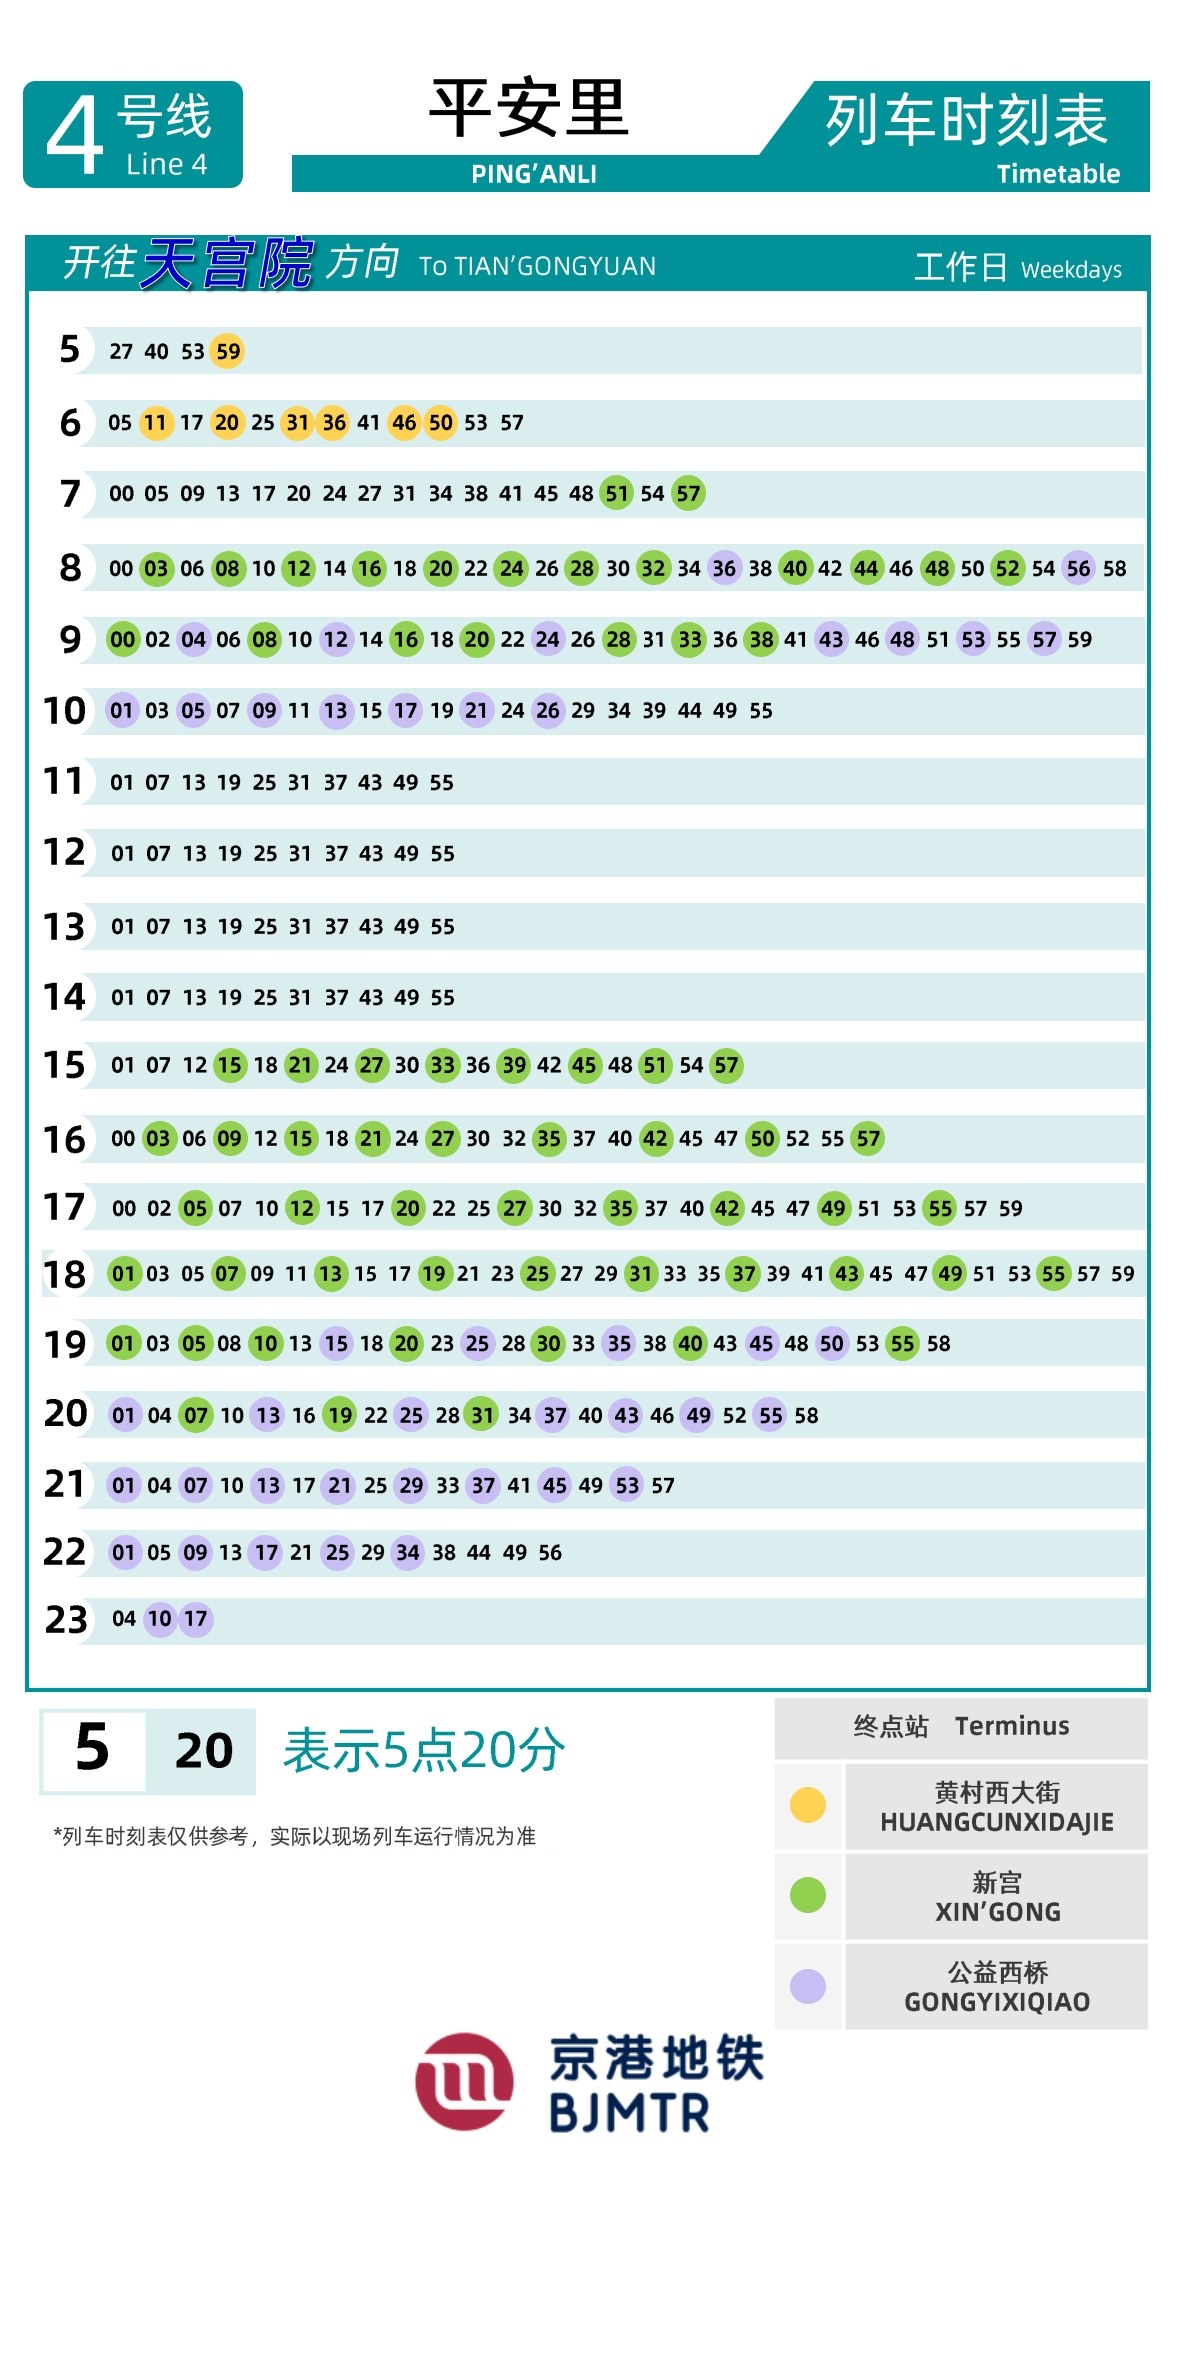 4号线
Line 4
平安里
PING’ANLI
列车时刻表
Timetable
开往天宫院方向 To TIAN’GONGYUAN 工作日 Weekdays
5 27 40 53 59
6 05 11 17 20 25 31 36 41 46 50 53 57
7 00 05 09 13 17 20 24 27 31 34 38 41 45 48 51 54 57
8 00 03 06 08 10 12 14 16 18 20 22 24 26 28 30 32 34 36 38 40 42 44 46 48 50 52 54 56 58
9 00 02 04 06 08 10 12 14 16 18 20 22 24 26 28 31 33 36 38 41 43 46 48 51 53 55 57 59
10 01 03 05 07 09 11 13 15 17 19 21 24 26 29 34 39 44 49 55
11 01 07 13 19 25 31 37 43 49 55
12 01 07 13 19 25 31 37 43 49 55
13 01 07 13 19 25 31 37 43 49 55
14 01 07 13 19 25 31 37 43 49 55
15 01 07 12 15 18 21 24 27 30 33 36 39 42 45 48 51 54 57
16 00 03 06 09 12 15 18 21 24 27 30 32 35 37 40 42 45 47 50 52 55 57
17 00 02 05 07 10 12 15 17 20 22 25 27 30 32 35 37 40 42 45 47 49 51 53 55 57 59
18 01 03 05 07 09 11 13 15 17 19 21 23 25 27 29 31 33 35 37 39 41 43 45 47 49 51 53 55 57 59
19 01 03 05 08 10 13 15 18 20 23 25 28 30 33 35 38 40 43 45 48 50 53 55 58
20 01 04 07 10 13 16 19 22 25 28 31 34 37 40 43 46 49 52 55 58
21 01 04 07 10 13 17 21 25 29 33 37 41 45 49 53 57
22 01 05 09 13 17 21 25 29 34 38 44 49 56
23 04 10 17
5 20 表示5点20分
*列车时刻表仅供参考，实际以现场列车运行情况为准
终点站 Terminus
黄村西大街
HUANGCUNXIDAJIE
新宫
XIN’GONG
公益西桥
GONGYIXIQIAO
京港地铁
BJMTR